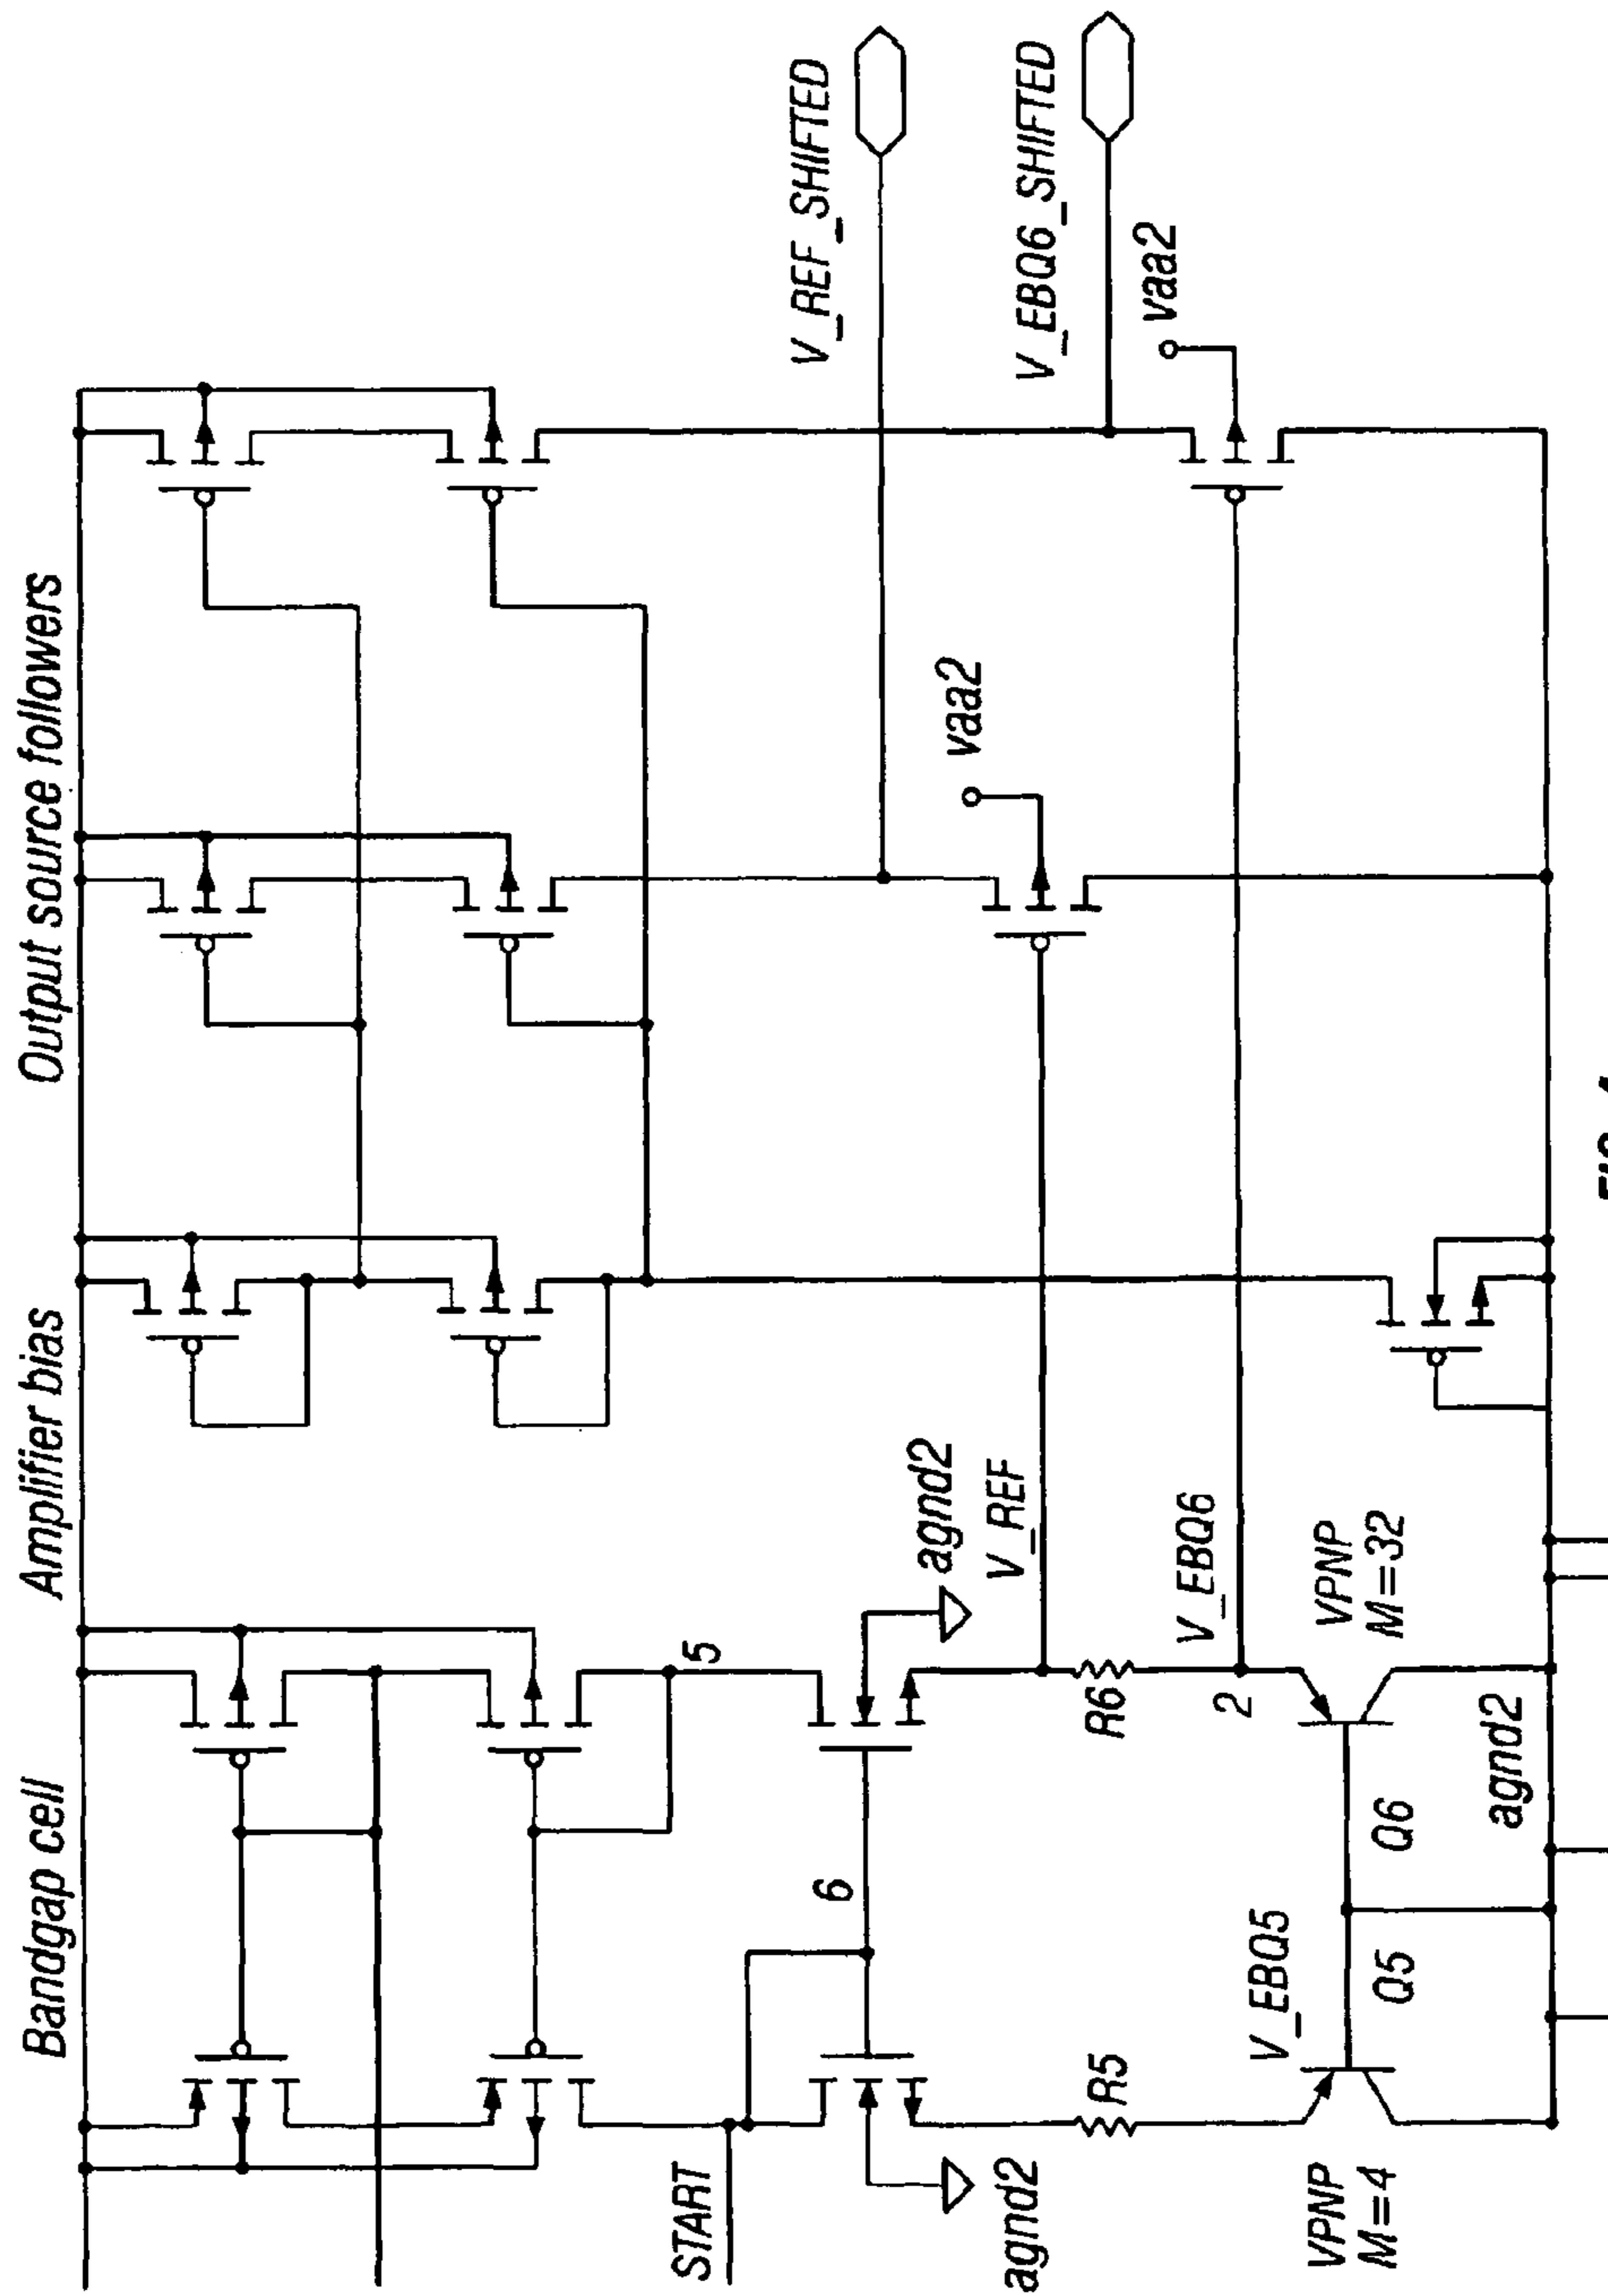 Bandgap cell
Amplifier bias
Output source followers
START
agnd2
agnd2
5
6
V_REF
R5
R6
V_REF_SHIFTED
vaa2
V_EBQ6_SHIFTED
vaa2
V_EBQ5
2
V_EBQ6
VPNP
M=4
Q5
Q6
VPNP
M=32
agnd2